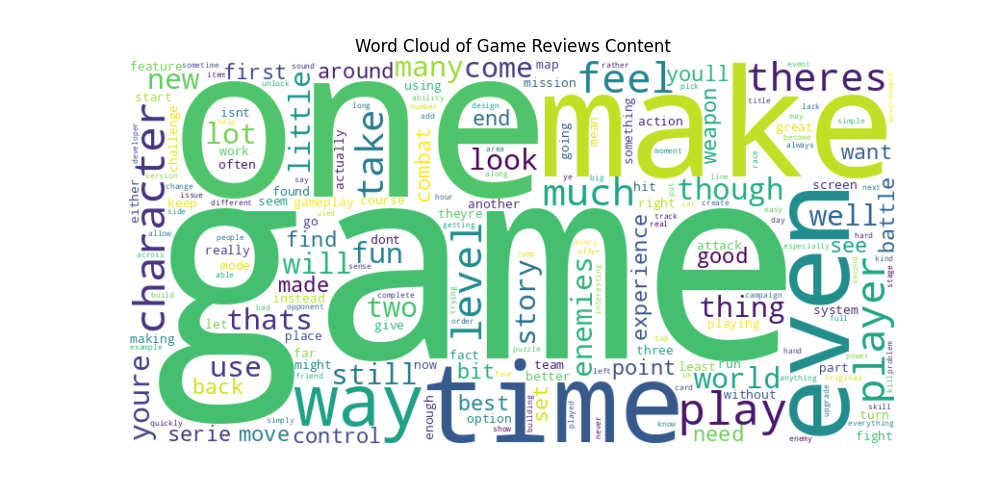 Word Cloud of Game Reviews Content
game
one
make
time
even
way
feel
theres
many
come
around
first
new
feature
character
youre
little
take
combat
look
end
much
though
youll
weapon
player
play
world
level
story
enemies
experience
good
thing
well
battle
want
see
screen
lot
work
often
isnt
start
challenge
keep
seem
found
gameplay
course
find
will
fun
dont
made
instead
thats
place
two
give
complete
use
back
might
far
still
now
bit
fact
best
option
set
better
team
point
three
least
run
need
without
part
system
turn
fight
skill
everything
move
control
serie
making
example
build
either
developer
version
change
issue
side
allow
across
different
say
used
go
really
people
mode
able
bad
opponent
let
friend
simply
quickly
enough
show
building
played
never
left
know
card
four
puzzle
order
trying
getting
theyre
another
hour
along
area
design
add
number
ability
using
long
actually
unlock
sound
item
sometime
help
mission
map
rather
going
mean
something
action
pick
moment
race
title
event
lack
may
great
become
always
simple
environment
hit
right
put
line
car
create
track
real
easy
day
next
hard
especially
kind
second
stage
attack
playing
campaign
top
hand
full
power
original
anything
problem
kill
upgrade
enemy
every
offer
interesting
jump
sense
big